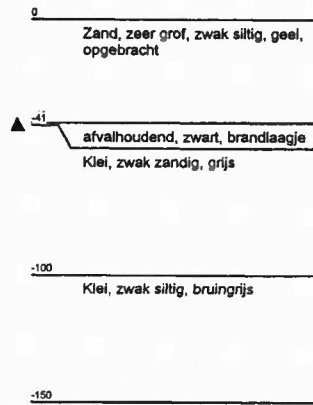 0
Zand, zeer grof, zwak siltig, geel,
opgebracht
-41
afvalhoudend, zwart, brandlaagje
Klei, zwak zandig, grijs
-100
Klei, zwak siltig, bruingrijs
-150